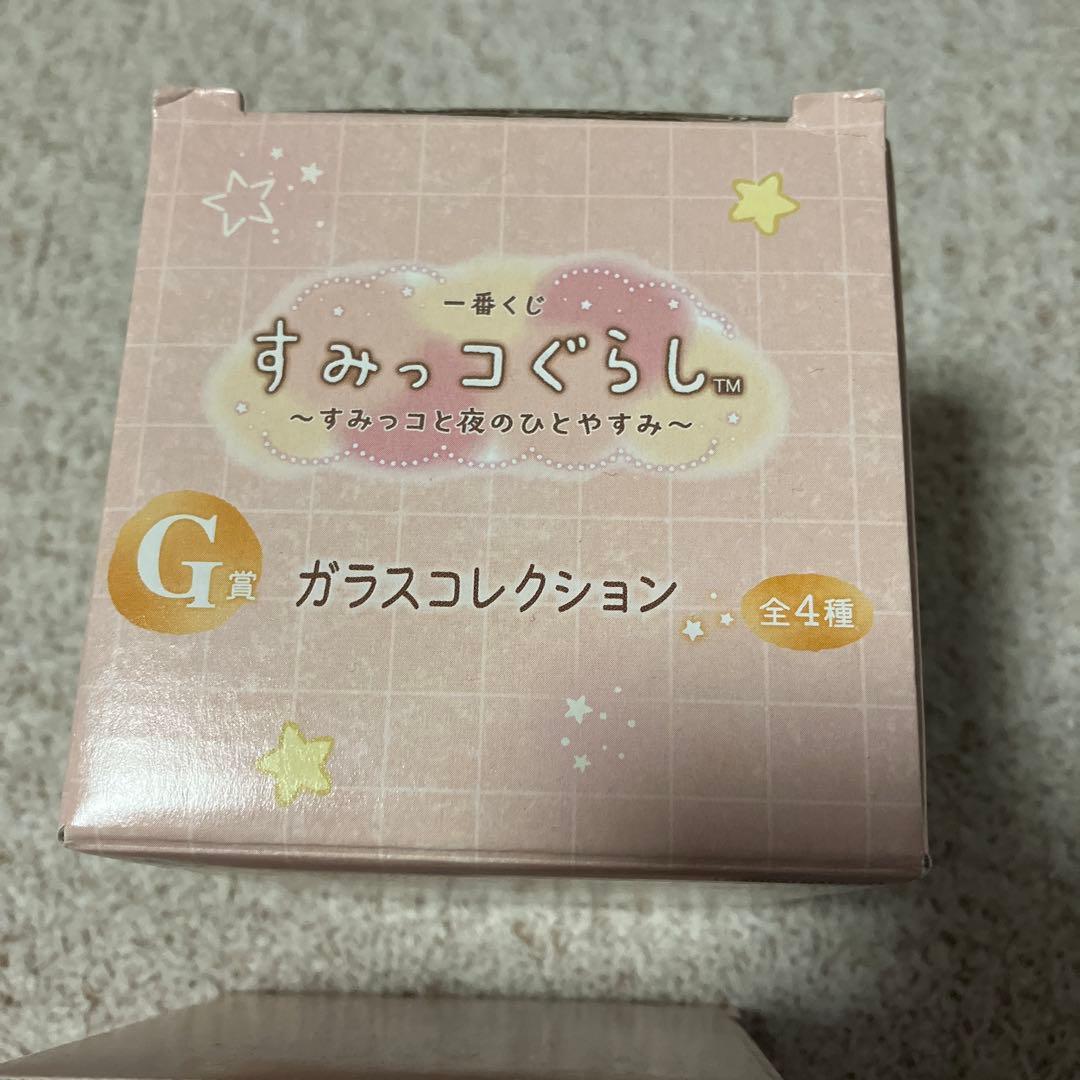 一番くじ
すみっコぐらし™
～すみっコと夜のひとやすみ～
G賞
ガラスコレクション
全4種